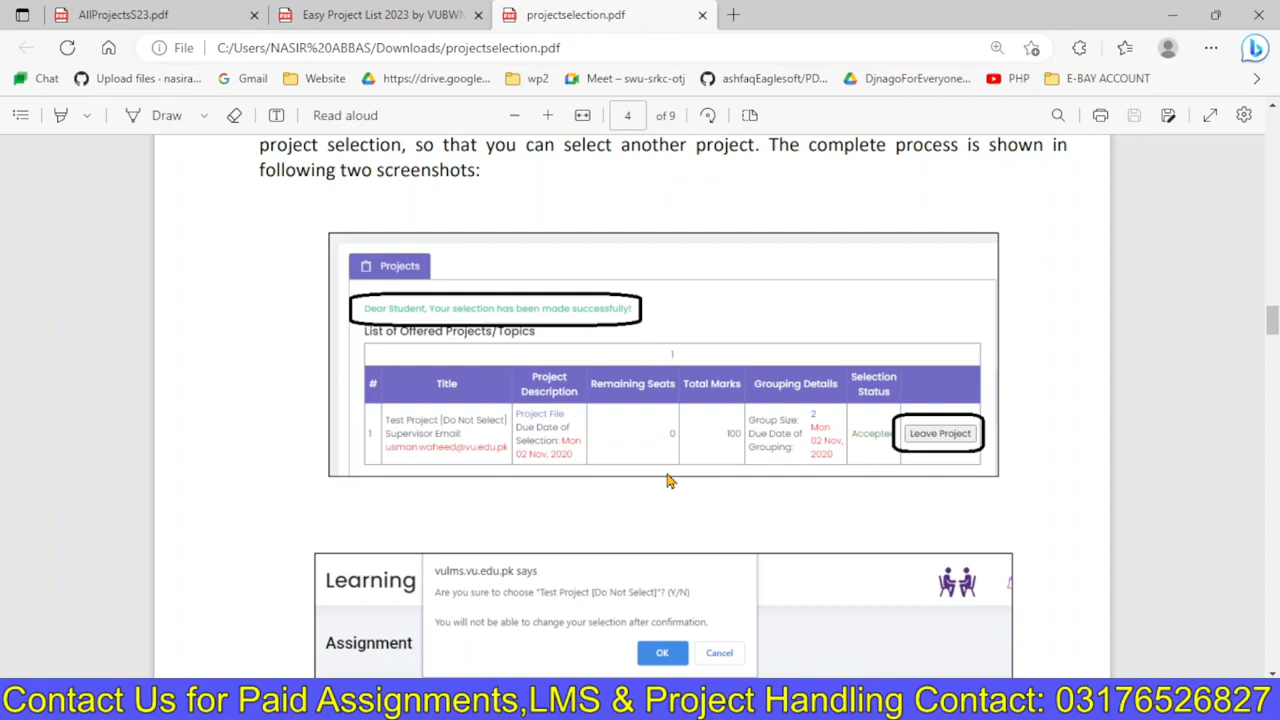 AllProjectsS23.pdf
Easy Project List 2023 by VUBWN
projectselection.pdf
File
C:/Users/NASIR%20ABBAS/Downloads/projectselection.pdf
Chat
Upload files · nasira...
Gmail
Website
https://drive.google...
wp2
Meet – swu-srkc-otj
ashfaqEaglesoft/PD...
DjnagoForEveryone...
PHP
E-BAY ACCOUNT
Draw
Read aloud
4
of 9
project selection, so that you can select another project. The complete process is shown in
following two screenshots:
Projects
Dear Student, Your selection has been made successfully!
List of Offered Projects/Topics
1
# Title Project Description Remaining Seats Total Marks Grouping Details Selection Status
1
Test Project [Do Not Select]
Supervisor Email:
usman.waheed@vu.edu.pk
Project File
Due Date of
Selection: Mon
02 Nov, 2020
0
100
Group Size: 2
Due Date of Grouping: Mon 02 Nov, 2020
Accepted
Leave Project
Learning
vulms.vu.edu.pk says
Are you sure to choose "Test Project [Do Not Select]"? (Y/N)
You will not be able to change your selection after confirmation.
Assignment
OK
Cancel
Contact Us for Paid Assignments,LMS & Project Handling Contact: 03176526827